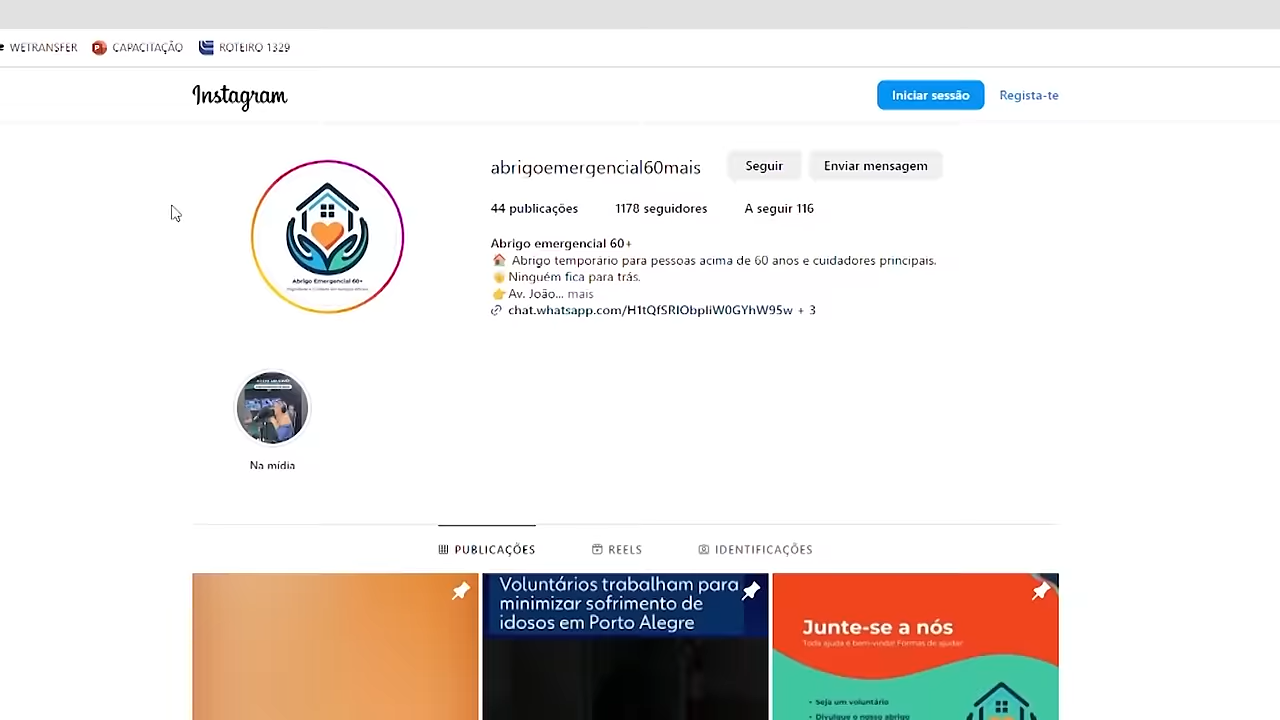 WETRANSFER
CAPACITAÇÃO
ROTEIRO 1329
Instagram
Iniciar sessão
Regista-te
abrigoemergencial60mais
Seguir
Enviar mensagem
44 publicações
1178 seguidores
A seguir 116
Abrigo emergencial 60+
Abrigo temporário para pessoas acima de 60 anos e cuidadores principais.
Ninguém fica para trás.
Av. João... mais
chat.whatsapp.com/H1tQfSRIObpliW0GYhW95w + 3
Abrigo Emergencial 60+
Na mídia
PUBLICAÇÕES
REELS
IDENTIFICAÇÕES
Voluntários trabalham para
minimizar sofrimento de
idosos em Porto Alegre
Junte-se a nós
Toda ajuda é bem-vinda! Formas de ajudar
• Seja um voluntário
• Divulgue o nosso abrigo